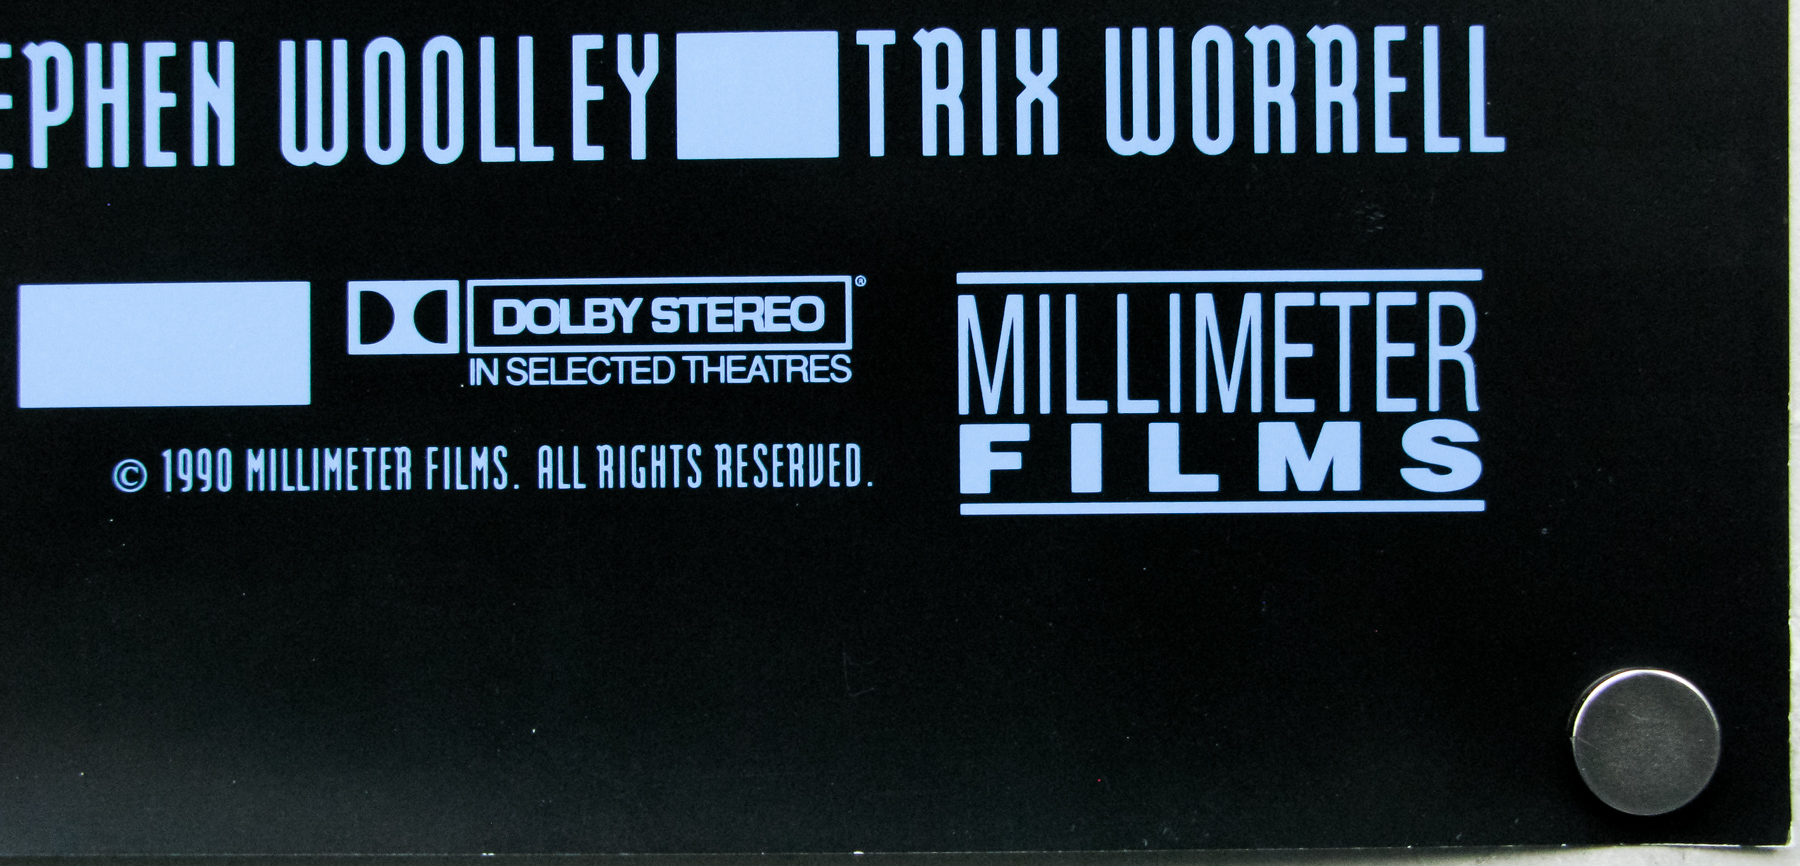 EPHEN WOOLLEY TRIX WORRELL
DOLBY STEREO ®
IN SELECTED THEATRES
© 1990 MILLIMETER FILMS. ALL RIGHTS RESERVED.
MILLIMETER
FILMS